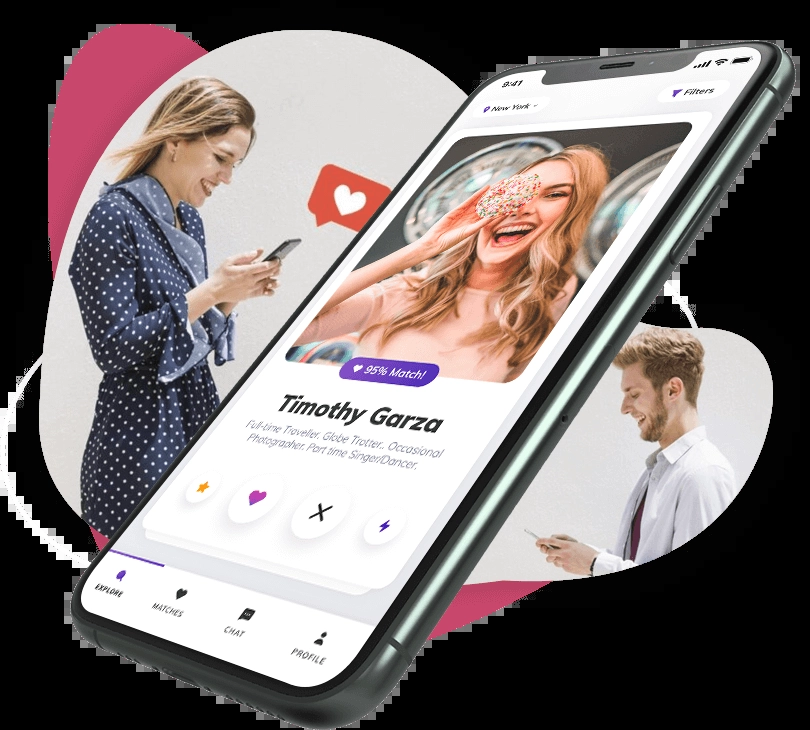 9:41
New York
Filters
95% Match!
Timothy Garza
Full-time Traveller. Globe Trotter.. Occasional
Photographer. Part time Singer/Dancer.
EXPLORE
MATCHES
CHAT
PROFILE